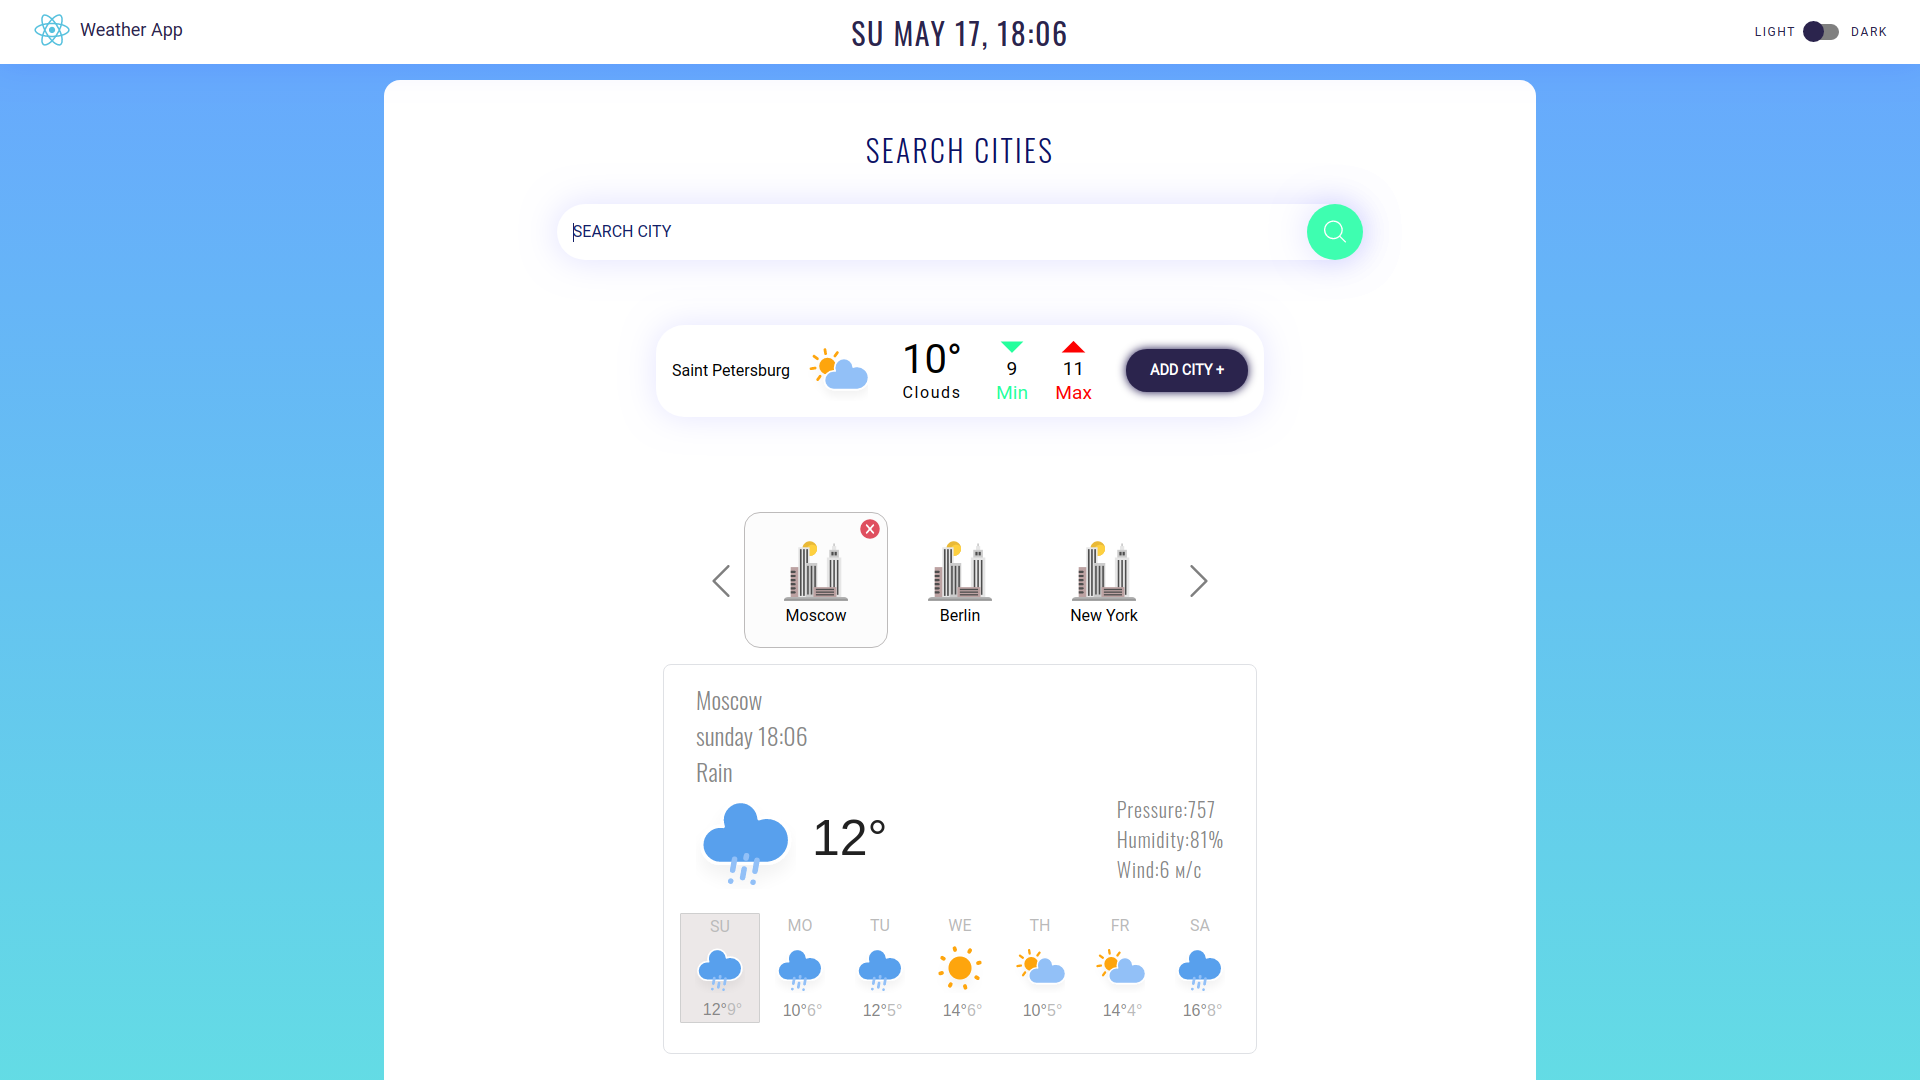 Weather App
SU MAY 17, 18:06
LIGHT DARK
SEARCH CITIES
SEARCH CITY
Saint Petersburg
10°
Clouds
9
Min
11
Max
ADD CITY +
Moscow
Berlin
New York
Moscow
sunday 18:06
Rain
12°
Pressure:757
Humidity:81%
Wind:6 м/с
SU MO TU WE TH FR SA
12°9° 10°6° 12°5° 14°6° 10°5° 14°4° 16°8°